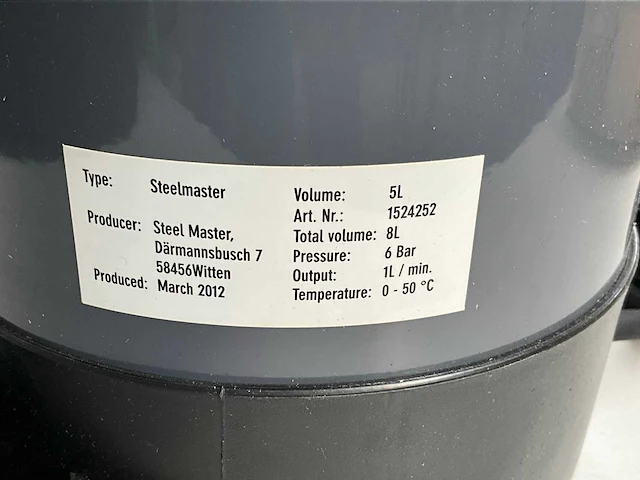 Type: Steelmaster
Producer: Steel Master,
Därmannsbusch 7
58456Witten
Produced: March 2012
Volume: 5L
Art. Nr.: 1524252
Total volume: 8L
Pressure: 6 Bar
Output: 1L / min.
Temperature: 0 - 50 °C